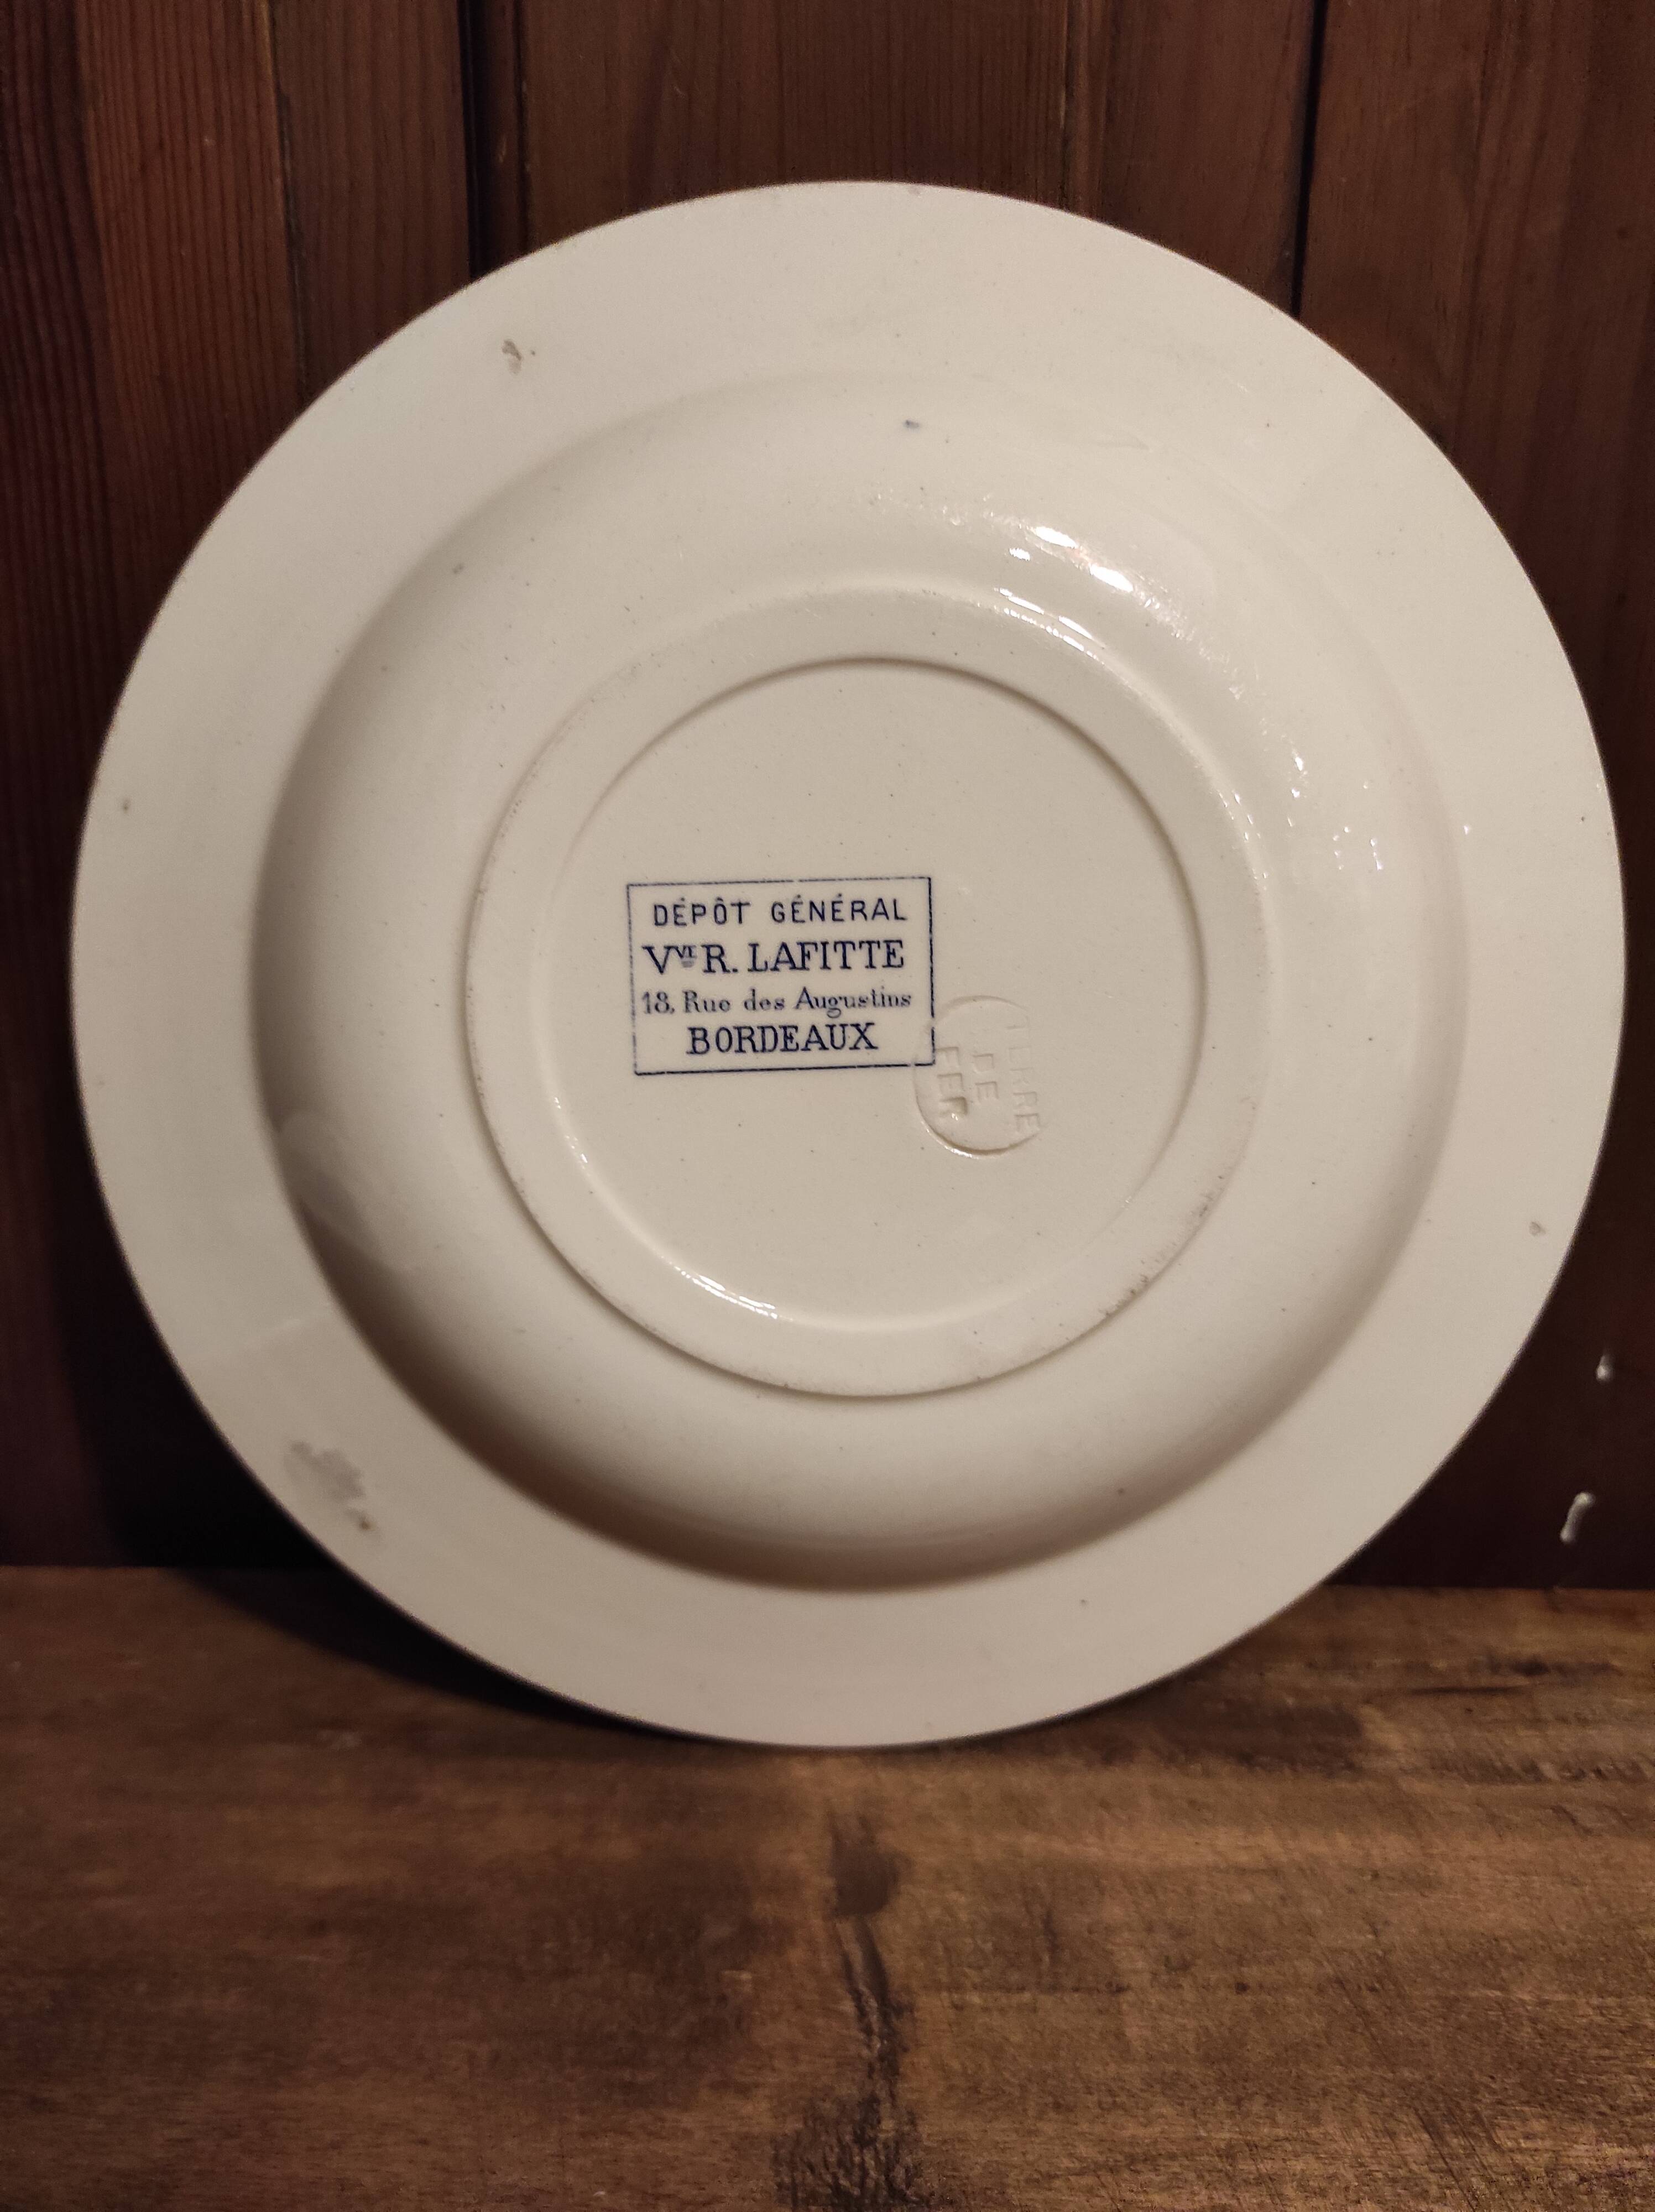 DÉPÔT GÉNÉRAL
Vve R. LAFITTE
18, Rue des Augustins
BORDEAUX
TERRE
DE
FER